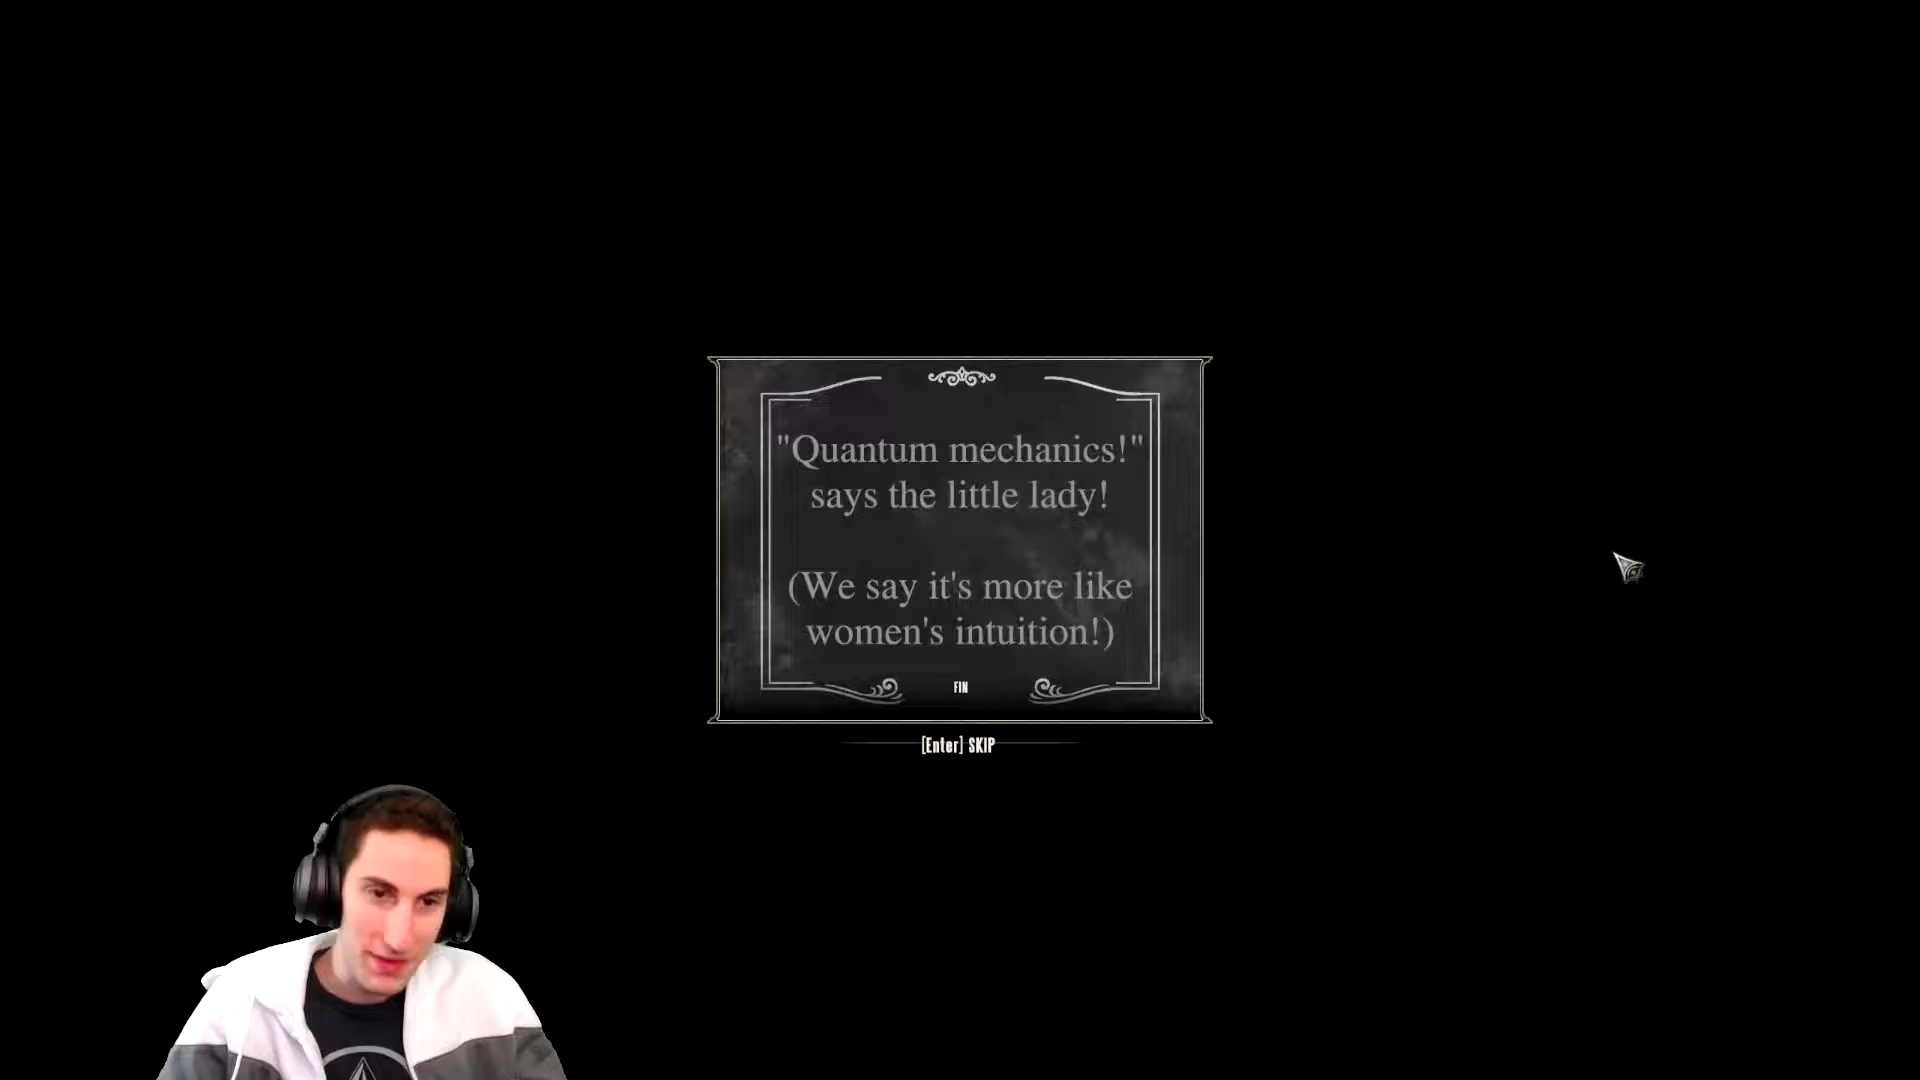 "Quantum mechanics!"
says the little lady!
(We say it's more like
women's intuition!)
FIN
[Enter] SKIP